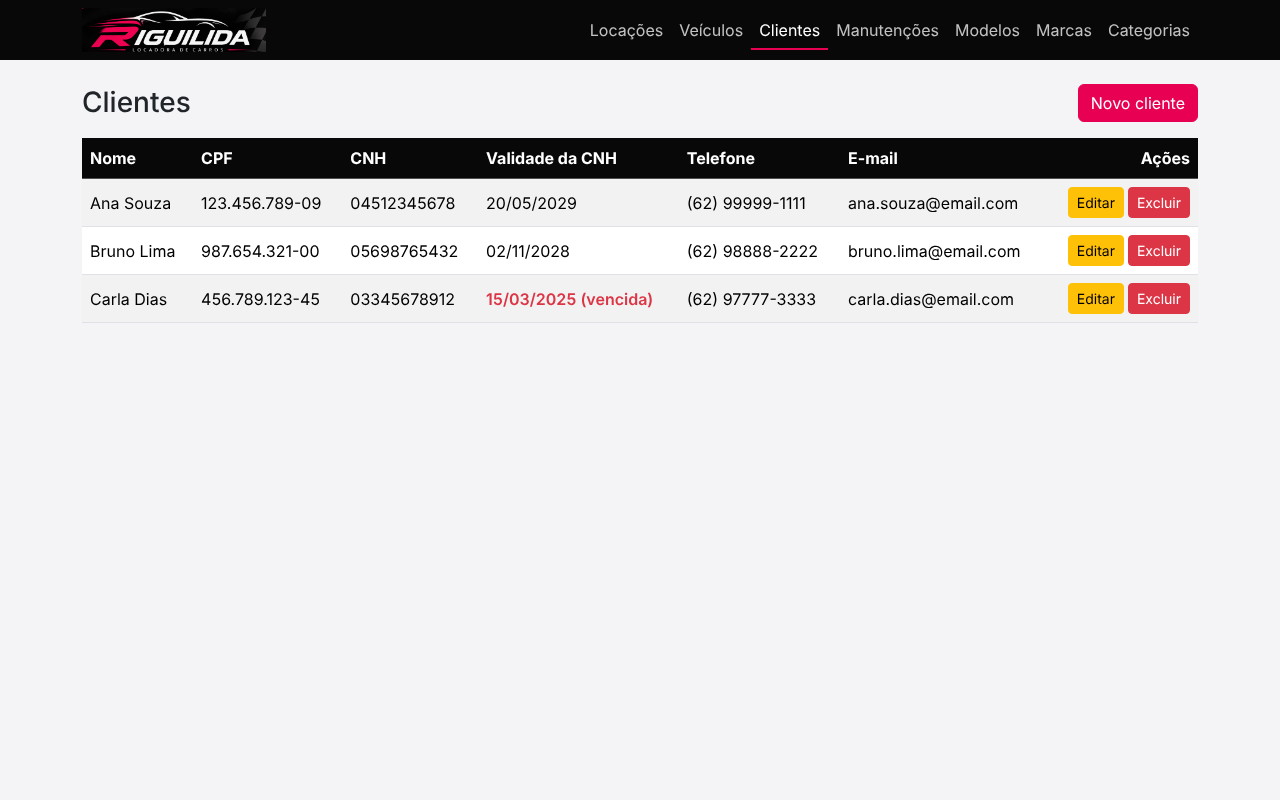 RIGUILIDA
LOCADORA DE CARROS
Locações Veículos Clientes Manutenções Modelos Marcas Categorias
Clientes
Novo cliente
Nome CPF CNH Validade da CNH Telefone E-mail Ações
Ana Souza 123.456.789-09 04512345678 20/05/2029 (62) 99999-1111 ana.souza@email.com Editar Excluir
Bruno Lima 987.654.321-00 05698765432 02/11/2028 (62) 98888-2222 bruno.lima@email.com Editar Excluir
Carla Dias 456.789.123-45 03345678912 15/03/2025 (vencida) (62) 97777-3333 carla.dias@email.com Editar Excluir